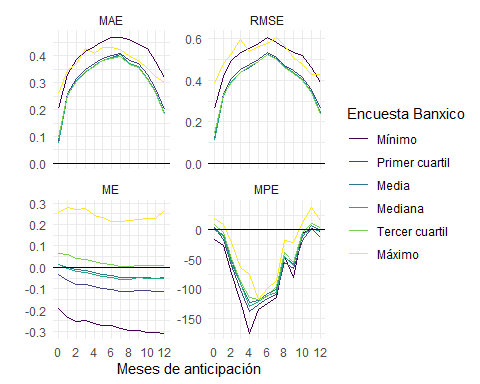 MAE
RMSE
0.4
0.3
0.2
0.1
0.0
0.6
0.4
0.2
0.0
ME
MPE
0.3
0.2
0.1
0.0
-0.1
-0.2
-0.3
0
-50
-100
-150
0 2 4 6 8 10 12
0 2 4 6 8 10 12
Meses de anticipación
Encuesta Banxico
Mínimo
Primer cuartil
Media
Mediana
Tercer cuartil
Máximo